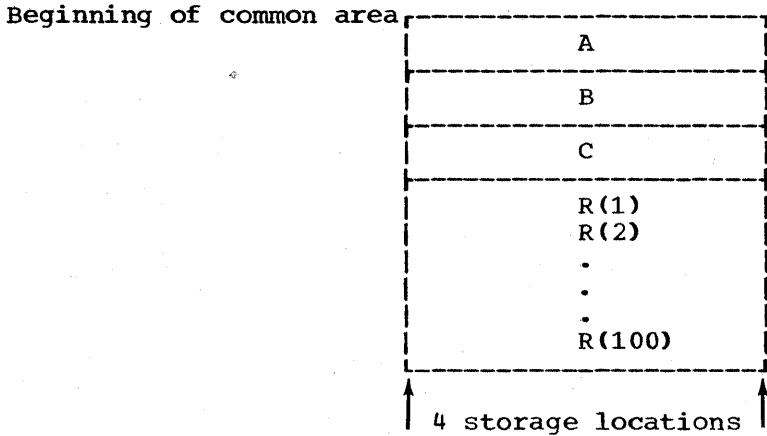 Beginning of common area
A
B
C
R(1)
R(2)
.
.
.
R(100)
4 storage locations